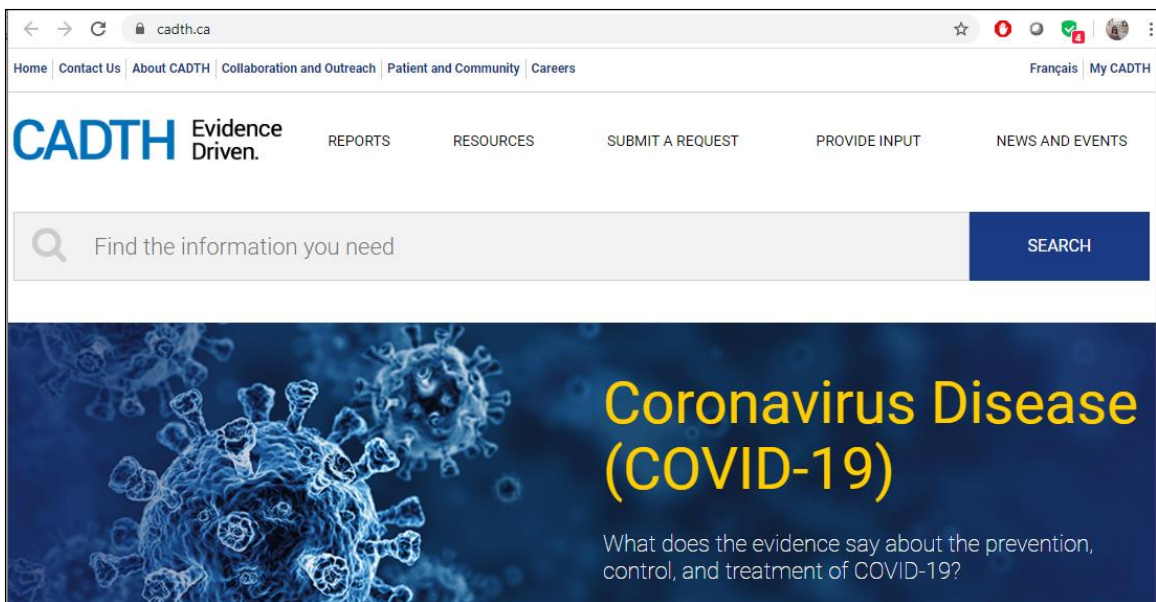 cadth.ca
4
Home Contact Us About CADTH Collaboration and Outreach Patient and Community Careers Français My CADTH
CADTH Evidence
Driven.
REPORTS RESOURCES SUBMIT A REQUEST PROVIDE INPUT NEWS AND EVENTS
Find the information you need SEARCH
Coronavirus Disease
(COVID-19)
What does the evidence say about the prevention,
control, and treatment of COVID-19?